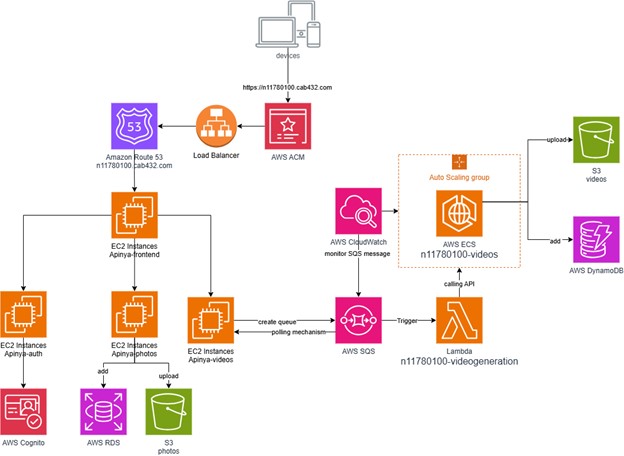 devices
https://n11780100.cab432.com
53
Amazon Route 53
n11780100.cab432.com
Load Balancer
AWS ACM
upload
S3
videos
Auto Scaling group
AWS ECS
n11780100-videos
AWS CloudWatch
monitor SQS message
add
AWS DynamoDB
EC2 Instances
Apinya-frontend
calling API
EC2 Instances
Apinya-auth
EC2 Instances
Apinya-photos
EC2 Instances
Apinya-videos
create queue
polling mechanism
AWS SQS
Trigger
Lambda
n11780100-videogeneration
add
upload
AWS Cognito
AWS RDS
S3
photos